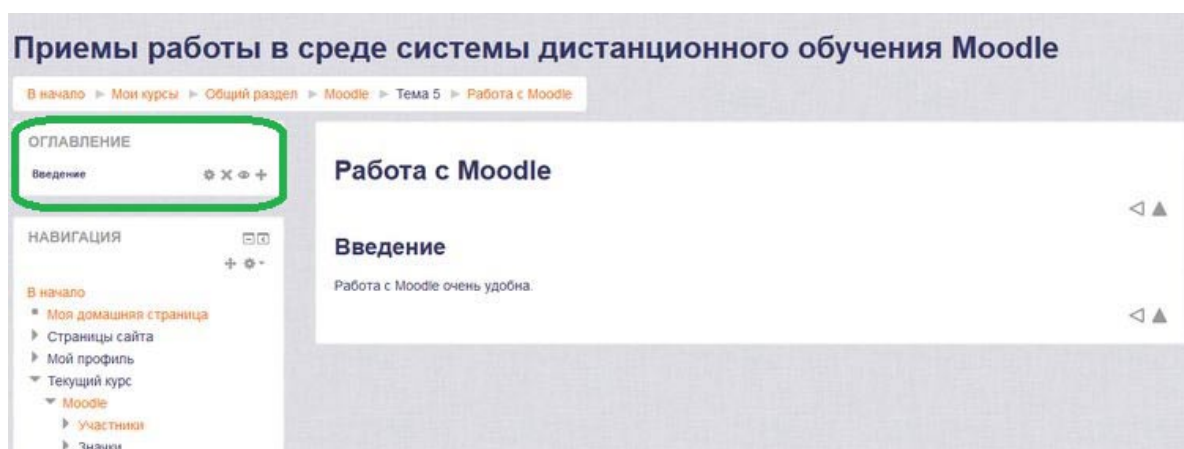 Приемы работы в среде системы дистанционного обучения Moodle
В начало Мои курсы Общий раздел Moodle Тема 5 Работа с Moodle
ОГЛАВЛЕНИЕ
Введение
НАВИГАЦИЯ
В начало
Моя домашняя страница
Страницы сайта
Мой профиль
Текущий курс
Moodle
Участники
Значки
Работа с Moodle
Введение
Работа с Moodle очень удобна.